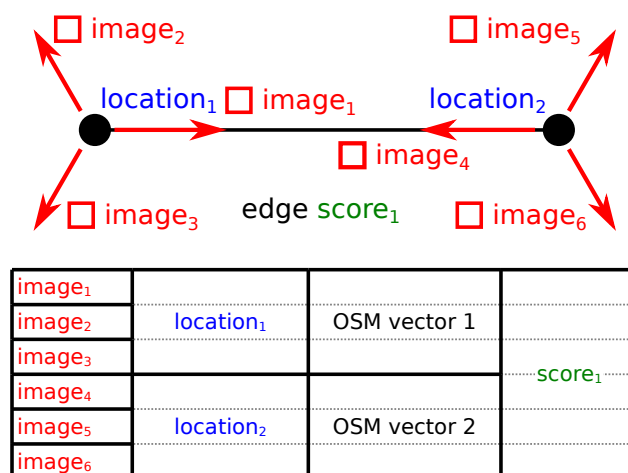 image₂
image₅
location₁
image₁
location₂
image₄
image₃
edge score₁
image₆
image₁
image₂ location₁ OSM vector 1
image₃
score₁
image₄
image₅ location₂ OSM vector 2
image₆